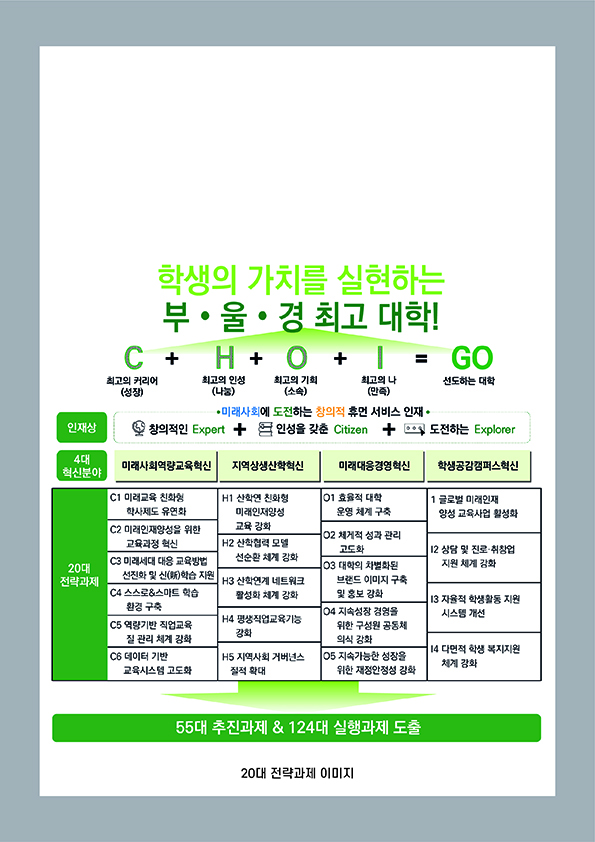 학생의 가치를 실현하는
부 • 울 • 경 최고 대학!
C + H + O + I = GO
최고의 커리어
(성장)
최고의 인성
(나눔)
최고의 기회
(소속)
최고의 나
(만족)
선도하는 대학
인재상
•미래사회에 도전하는 창의적 휴먼 서비스 인재•
창의적인 Expert + 인성을 갖춘 Citizen + 도전하는 Explorer
4대
혁신분야
미래사회역량교육혁신
지역상생산학혁신
미래대응경영혁신
학생공감캠퍼스혁신
20대
전략과제
C1 미래교육 친화형
학사제도 유연화
C2 미래인재양성을 위한
교육과정 혁신
C3 미래세대 대응 교육방법
선진화 및 신(新)학습 지원
C4 스스로&스마트 학습
환경 구축
C5 역량기반 직업교육
질 관리 체계 강화
C6 데이터 기반
교육시스템 고도화
H1 산학연 친화형
미래인재양성
교육 강화
H2 산학협력 모델
선순환 체계 강화
H3 산학연계 네트워크
활성화 체계 강화
H4 평생직업교육기능
강화
H5 지역사회 거버넌스
질적 확대
O1 효율적 대학
운영 체계 구축
O2 체거적 성과 관리
고도화
O3 대학의 차별화된
브랜드 이미지 구축
및 홍보 강화
O4 지속성장 경영을
위한 구성원 공동체
의식 강화
O5 지속가능한 성장을
위한 재정안정성 강화
1 글로벌 미래인재
양성 교육사업 활성화
I2 상담 및 진로·취창업
지원 체계 강화
I3 자율적 학생활동 지원
시스템 개선
I4 다면적 학생 복지지원
체계 강화
55대 추진과제 & 124대 실행과제 도출
20대 전략과제 이미지